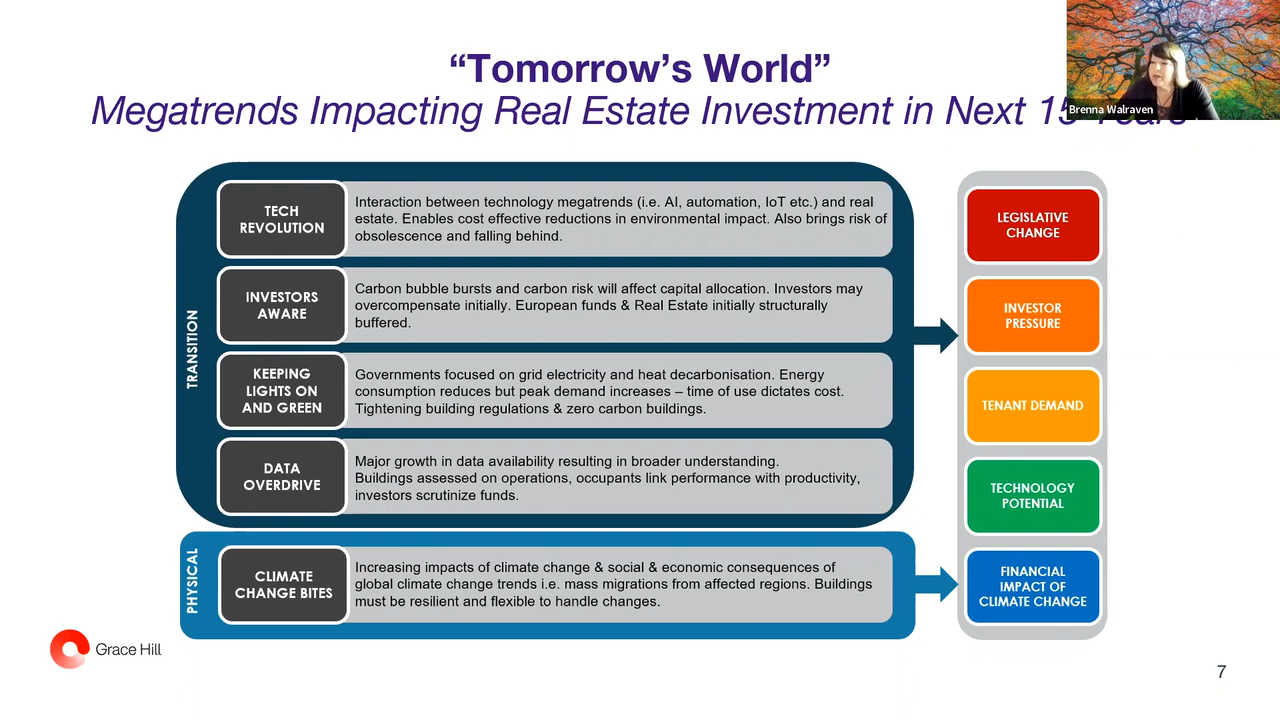 “Tomorrow’s World”
Megatrends Impacting Real Estate Investment in Next 15 Years
Brenna Walraven
TRANSITION
TECH
REVOLUTION
Interaction between technology megatrends (i.e. AI, automation, IoT etc.) and real
estate. Enables cost effective reductions in environmental impact. Also brings risk of
obsolescence and falling behind.
INVESTORS
AWARE
Carbon bubble bursts and carbon risk will affect capital allocation. Investors may
overcompensate initially. European funds & Real Estate initially structurally
buffered.
KEEPING
LIGHTS ON
AND GREEN
Governments focused on grid electricity and heat decarbonisation. Energy
consumption reduces but peak demand increases – time of use dictates cost.
Tightening building regulations & zero carbon buildings.
DATA
OVERDRIVE
Major growth in data availability resulting in broader understanding.
Buildings assessed on operations, occupants link performance with productivity,
investors scrutinize funds.
PHYSICAL
CLIMATE
CHANGE BITES
Increasing impacts of climate change & social & economic consequences of
global climate change trends i.e. mass migrations from affected regions. Buildings
must be resilient and flexible to handle changes.
LEGISLATIVE
CHANGE
INVESTOR
PRESSURE
TENANT DEMAND
TECHNOLOGY
POTENTIAL
FINANCIAL
IMPACT OF
CLIMATE CHANGE
Grace Hill
7